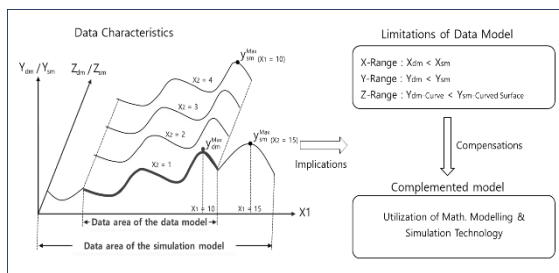 Data Characteristics
Limitations of Data Model
Ydm / Ysm
Zdm / Zsm
ysm Max (X1 = 10)
X2 = 4
X2 = 3
X2 = 2
X2 = 1
ydm Max
ysm Max (X2 = 15)
X1 = 10
X1 = 15
X1
Data area of the data model
Data area of the simulation model
Implications
X-Range : Xdm < Xsm
Y-Range : Ydm < Ysm
Z-Range : Ydm-Curve < Ysm-Curved Surface
Compensations
Complemented model
Utilization of Math. Modelling &
Simulation Technology